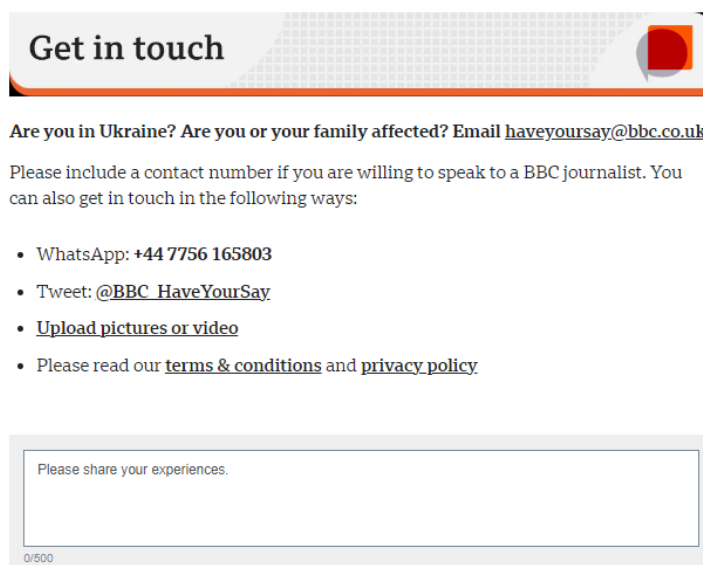 Get in touch
Are you in Ukraine? Are you or your family affected? Email haveyoursay@bbc.co.uk
Please include a contact number if you are willing to speak to a BBC journalist. You
can also get in touch in the following ways:
• WhatsApp: +44 7756 165803
• Tweet: @BBC_HaveYourSay
• Upload pictures or video
• Please read our terms & conditions and privacy policy
Please share your experiences.
0/500